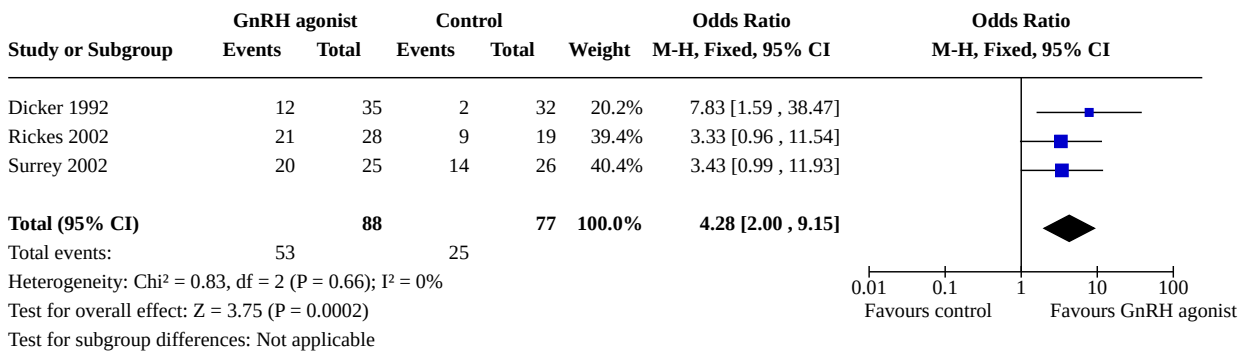 GnRH agonist Control Odds Ratio Odds Ratio
Study or Subgroup Events Total Events Total Weight M-H, Fixed, 95% CI M-H, Fixed, 95% CI
Dicker 1992 12 35 2 32 20.2% 7.83 [1.59 , 38.47]
Rickes 2002 21 28 9 19 39.4% 3.33 [0.96 , 11.54]
Surrey 2002 20 25 14 26 40.4% 3.43 [0.99 , 11.93]
Total (95% CI) 88 77 100.0% 4.28 [2.00 , 9.15]
Total events: 53 25
Heterogeneity: Chi² = 0.83, df = 2 (P = 0.66); I² = 0%
0.01 0.1 1 10 100
Test for overall effect: Z = 3.75 (P = 0.0002)
Favours control Favours GnRH agonist
Test for subgroup differences: Not applicable